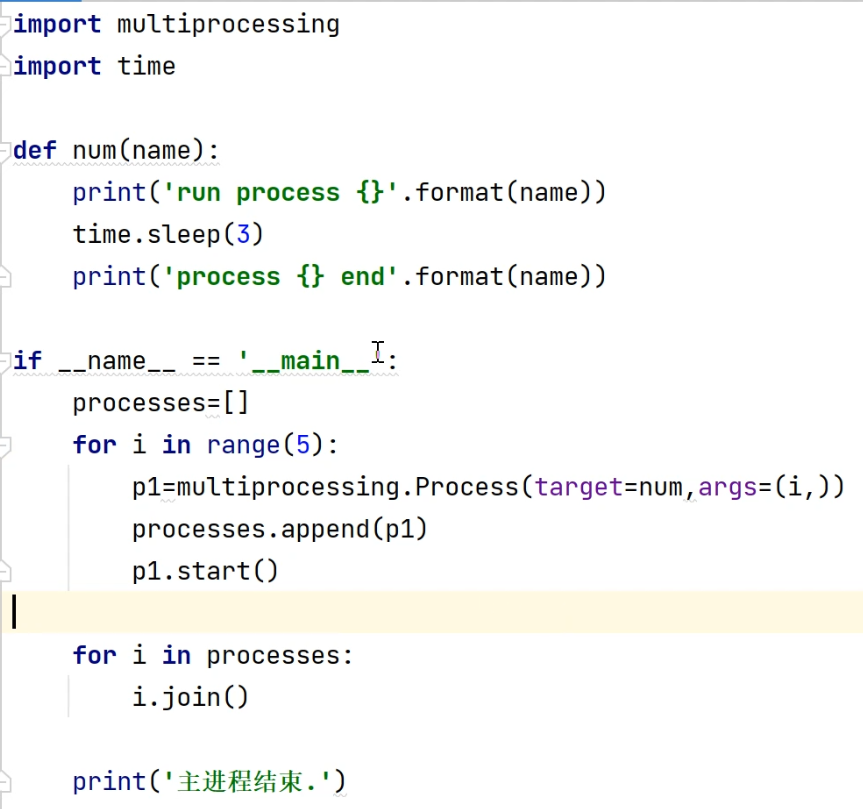 import multiprocessing
import time
def num(name):
    print('run process {}'.format(name))
    time.sleep(3)
    print('process {} end'.format(name))
if __name__ == '__main__':
    processes=[]
    for i in range(5):
        p1=multiprocessing.Process(target=num,args=(i,))
        processes.append(p1)
        p1.start()
    for i in processes:
        i.join()
    print('主进程结束.')